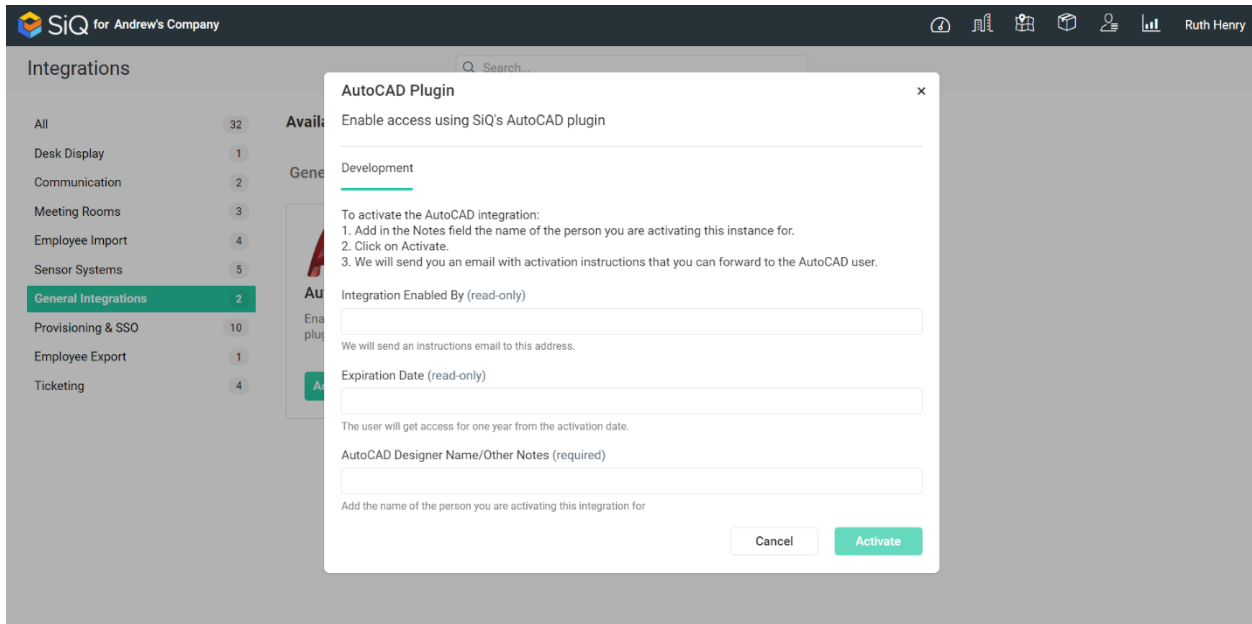 SiQ for Andrew's Company
Ruth Henry
Integrations
Search...
All 32
Desk Display 1
Communication 2
Meeting Rooms 3
Employee Import 4
Sensor Systems 5
General Integrations 2
Provisioning & SSO 10
Employee Export 1
Ticketing 4
Availa
Gene
Au
Ena
plug
AutoCAD Plugin
×
Enable access using SiQ's AutoCAD plugin
Development
To activate the AutoCAD integration:
1. Add in the Notes field the name of the person you are activating this instance for.
2. Click on Activate.
3. We will send you an email with activation instructions that you can forward to the AutoCAD user.
Integration Enabled By (read-only)
We will send an instructions email to this address.
Expiration Date (read-only)
The user will get access for one year from the activation date.
AutoCAD Designer Name/Other Notes (required)
Add the name of the person you are activating this integration for
Cancel
Activate